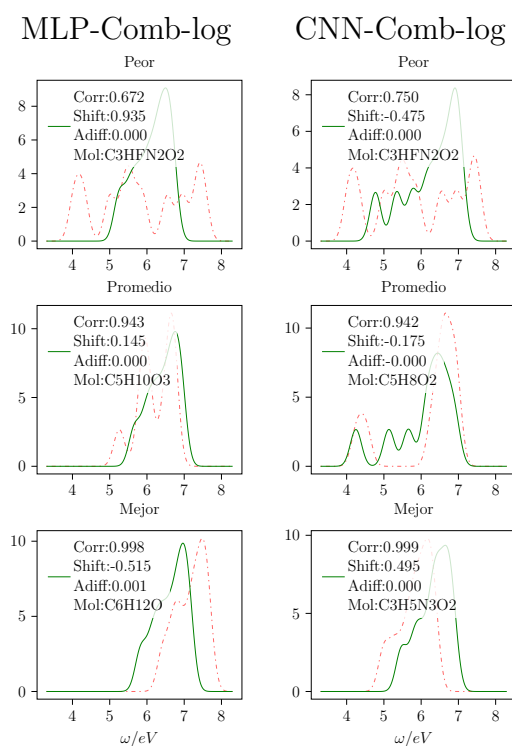 MLP-Comb-log
CNN-Comb-log
Peor
Peor
8
6
4
2
0
Corr:0.672
Shift:0.935
Adiff:0.000
Mol:C3HFN2O2
4 5 6 7 8
8
6
4
2
0
Corr:0.750
Shift:-0.475
Adiff:0.000
Mol:C3HFN2O2
4 5 6 7 8
Promedio
Promedio
10
5
0
Corr:0.943
Shift:0.145
Adiff:0.000
Mol:C5H10O3
4 5 6 7 8
10
5
0
Corr:0.942
Shift:-0.175
Adiff:-0.000
Mol:C5H8O2
4 5 6 7 8
Mejor
Mejor
10
5
0
Corr:0.998
Shift:-0.515
Adiff:0.001
Mol:C6H12O
4 5 6 7 8
ω/eV
10
5
0
Corr:0.999
Shift:0.495
Adiff:0.000
Mol:C3H5N3O2
4 5 6 7 8
ω/eV